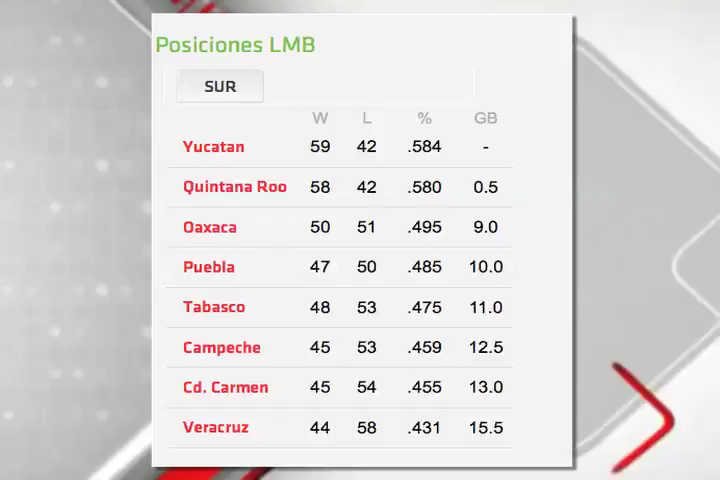 Posiciones LMB
SUR
W L % GB
Yucatan 59 42 .584 -
Quintana Roo 58 42 .580 0.5
Oaxaca 50 51 .495 9.0
Puebla 47 50 .485 10.0
Tabasco 48 53 .475 11.0
Campeche 45 53 .459 12.5
Cd. Carmen 45 54 .455 13.0
Veracruz 44 58 .431 15.5